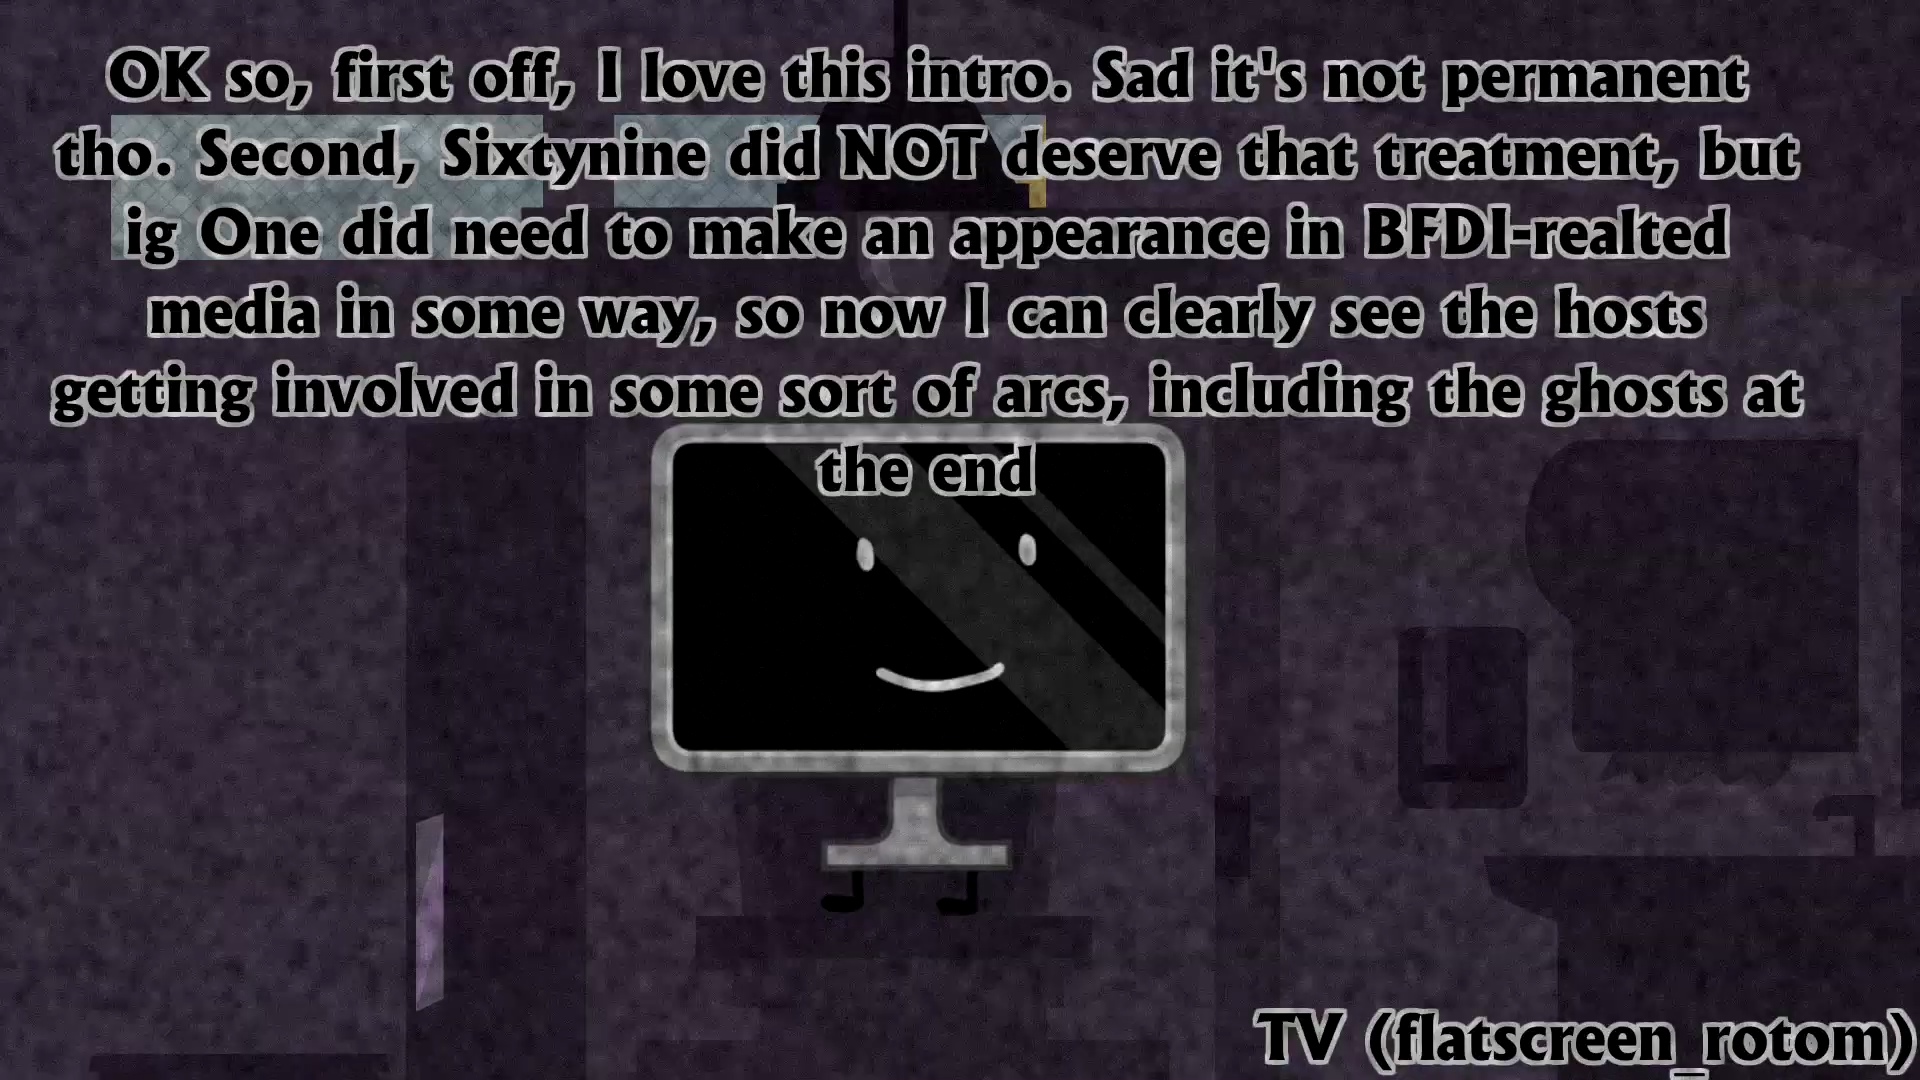 OK so, first off, I love this intro. Sad it's not permanent
tho. Second, Sixtynine did NOT deserve that treatment, but
ig One did need to make an appearance in BFDI-realted
media in some way, so now I can clearly see the hosts
getting involved in some sort of arcs, including the ghosts at
the end
TV (flatscreen_rotom)